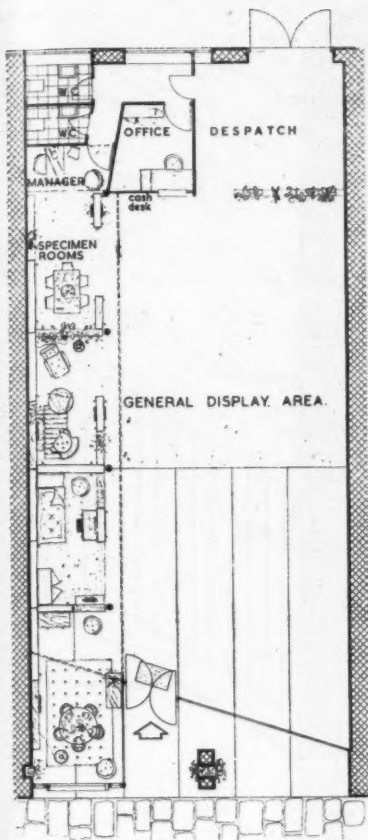 W.C.
W.C.
OFFICE
DESPATCH
MANAGER
cash
desk
SPECIMEN
ROOMS
GENERAL DISPLAY AREA.